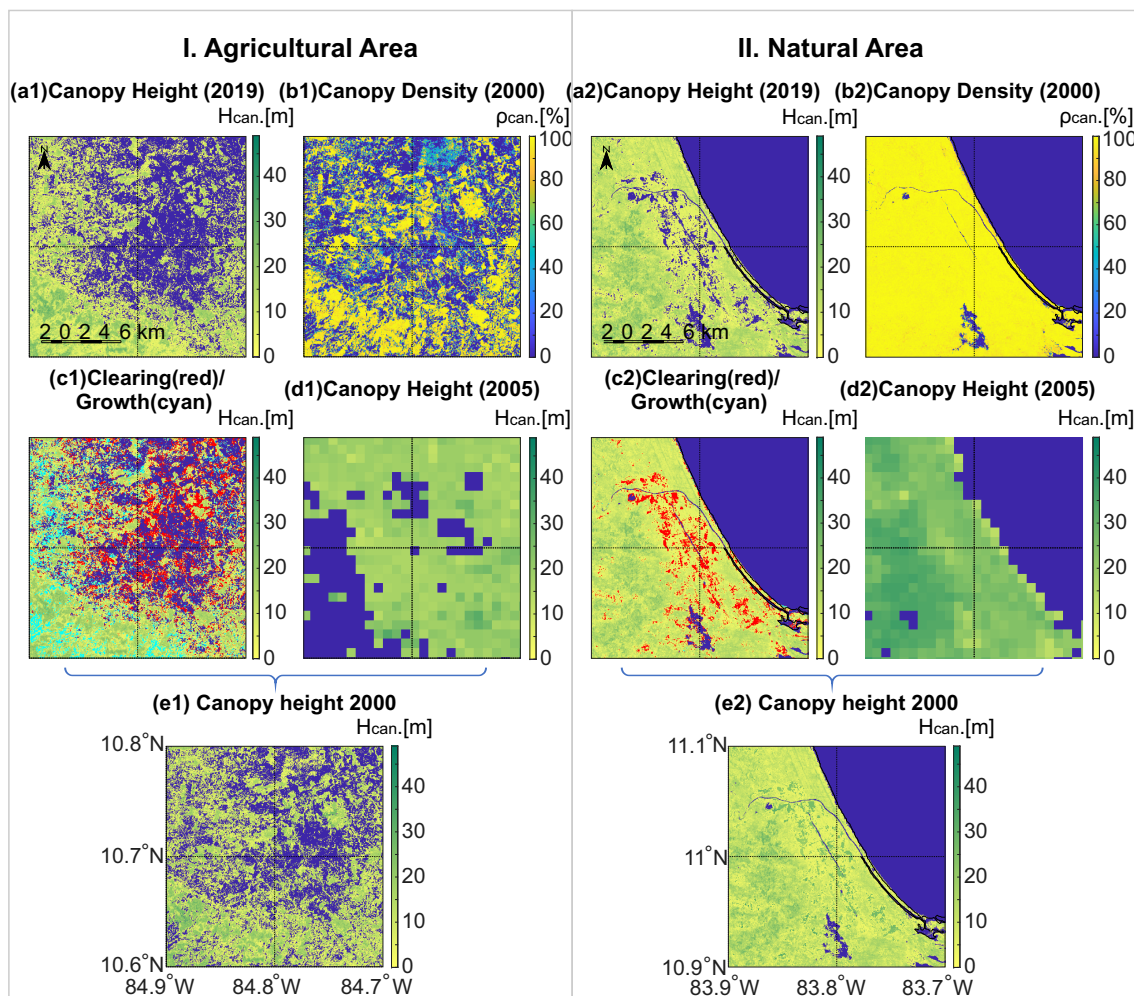 I. Agricultural Area
II. Natural Area
(a1)Canopy Height (2019)
(b1)Canopy Density (2000)
(a2)Canopy Height (2019)
(b2)Canopy Density (2000)
Hcan.[m]
ρcan.[%]
Hcan.[m]
ρcan.[%]
N
40
30
20
10
0
100
80
60
40
20
0
40
30
20
10
0
100
80
60
40
20
0
2 0 2 4 6 km
2 0 2 4 6 km
(c1)Clearing(red)/
Growth(cyan)
(d1)Canopy Height (2005)
(c2)Clearing(red)/
Growth(cyan)
(d2)Canopy Height (2005)
Hcan.[m]
Hcan.[m]
Hcan.[m]
Hcan.[m]
40
30
20
10
0
40
30
20
10
0
40
30
20
10
0
40
30
20
10
0
(e1) Canopy height 2000
(e2) Canopy height 2000
Hcan.[m]
Hcan.[m]
10.8°N
10.7°N
10.6°N
84.9°W
84.8°W
84.7°W
40
30
20
10
0
11.1°N
11°N
10.9°N
83.9°W
83.8°W
83.7°W
40
30
20
10
0